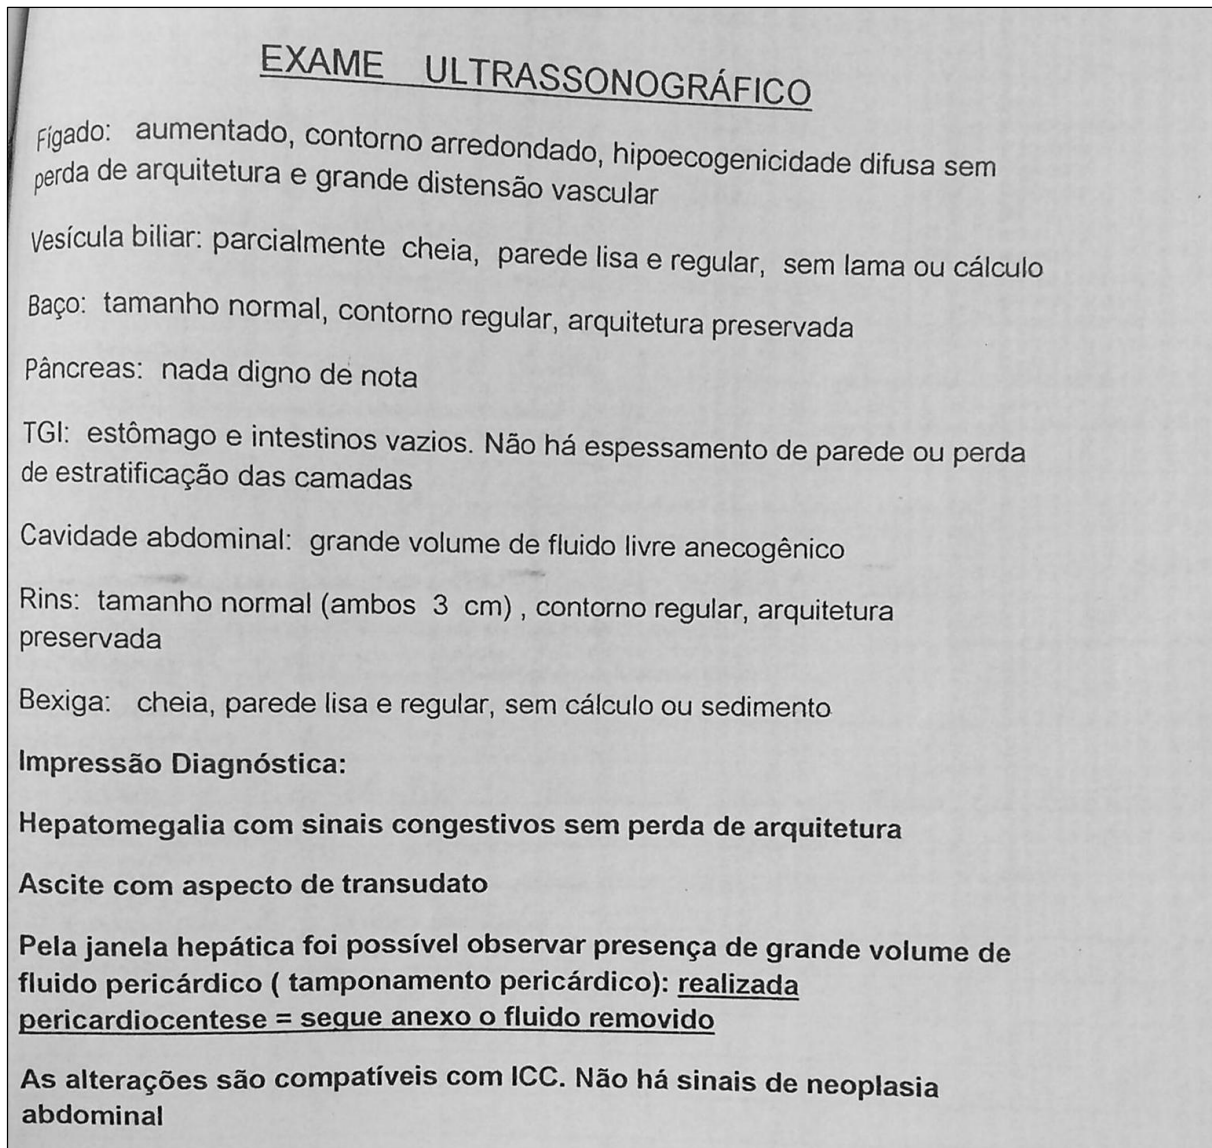 EXAME ULTRASSONOGRÁFICO
Fígado: aumentado, contorno arredondado, hipoecogenicidade difusa sem
perda de arquitetura e grande distensão vascular
Vesícula biliar: parcialmente cheia, parede lisa e regular, sem lama ou cálculo
Baço: tamanho normal, contorno regular, arquitetura preservada
Pâncreas: nada digno de nota
TGI: estômago e intestinos vazios. Não há espessamento de parede ou perda
de estratificação das camadas
Cavidade abdominal: grande volume de fluido livre anecogênico
Rins: tamanho normal (ambos 3 cm) , contorno regular, arquitetura
preservada
Bexiga: cheia, parede lisa e regular, sem cálculo ou sedimento
Impressão Diagnóstica:
Hepatomegalia com sinais congestivos sem perda de arquitetura
Ascite com aspecto de transudato
Pela janela hepática foi possível observar presença de grande volume de
fluido pericárdico ( tamponamento pericárdico): realizada
pericardiocentese = segue anexo o fluido removido
As alterações são compatíveis com ICC. Não há sinais de neoplasia
abdominal